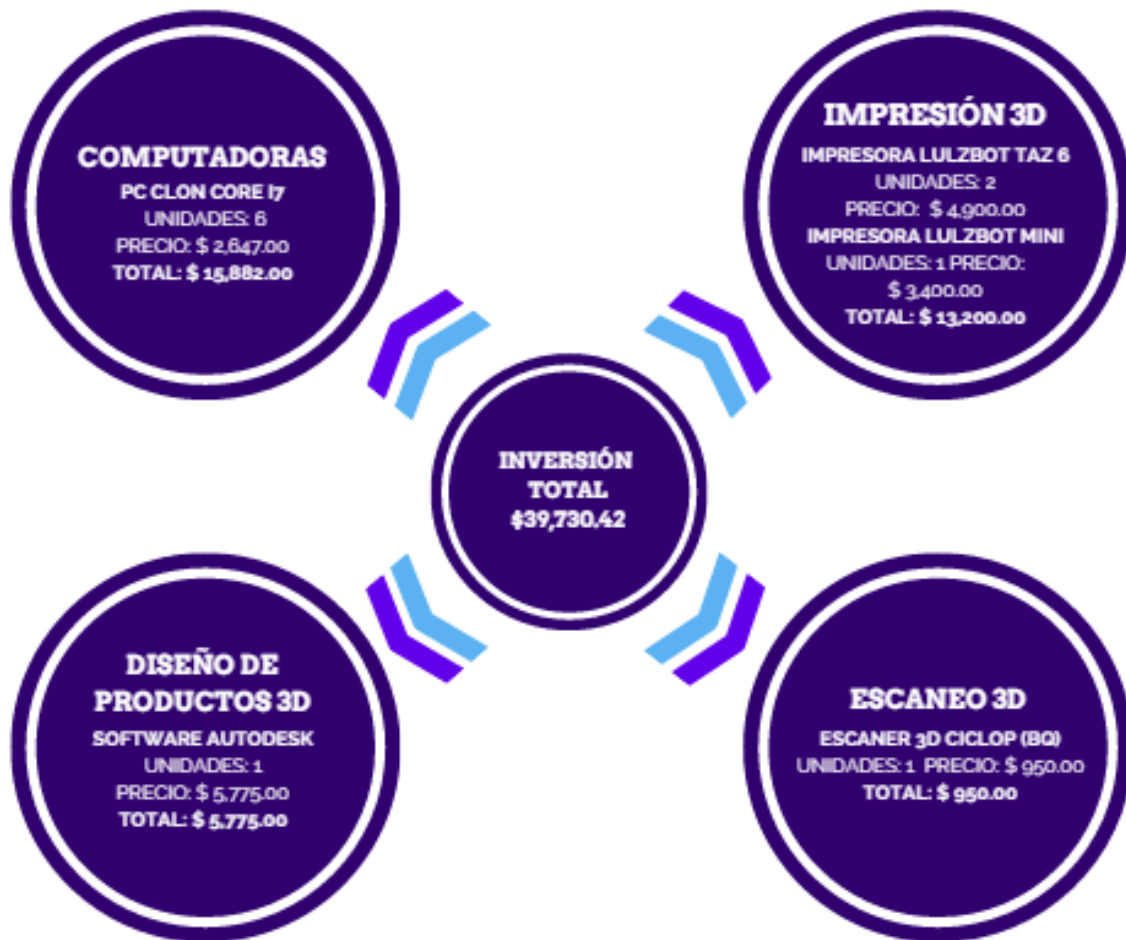 COMPUTADORAS
PC CLON CORE I7
UNIDADES: 6
PRECIO: $ 2,647.00
TOTAL: $ 15,882.00
IMPRESIÓN 3D
IMPRESORA LULZBOT TAZ 6
UNIDADES: 2
PRECIO: $ 4,900.00
IMPRESORA LULZBOT MINI
UNIDADES: 1 PRECIO:
$ 3,400.00
TOTAL: $ 13,200.00
INVERSIÓN
TOTAL
$39,730.42
DISEÑO DE
PRODUCTOS 3D
SOFTWARE AUTODESK
UNIDADES: 1
PRECIO: $ 5,775.00
TOTAL: $ 5,775.00
ESCANEO 3D
ESCANER 3D CICLOP (BQ)
UNIDADES: 1 PRECIO: $ 950.00
TOTAL: $ 950.00